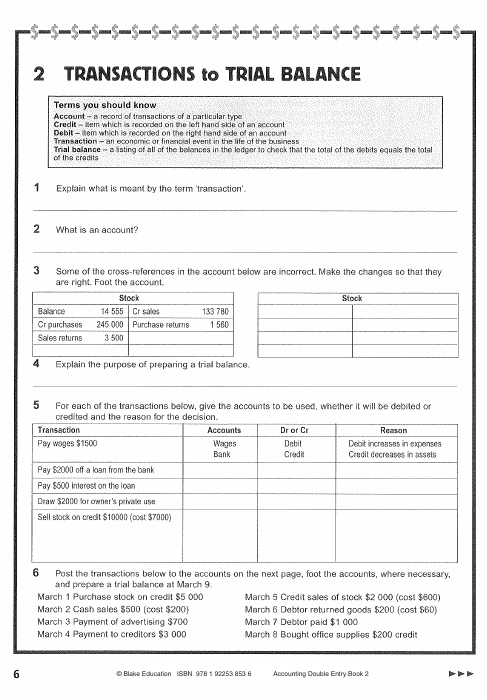 2 TRANSACTIONS to TRIAL BALANCE
Terms you should know
Account – a record of transactions of a particular type
Credit – item which is recorded on the left hand side of an account
Debit – item which is recorded on the right hand side of an account
Transaction – an economic or financial event in the life of the business
Trial balance – a listing of all of the balances in the ledger to check that the total of the debits equals the total
of the credits
1 Explain what is meant by the term 'transaction'.
2 What is an account?
3 Some of the cross-references in the account below are incorrect. Make the changes so that they
are right. Foot the account.
Stock
Balance 14 555 Cr sales 133 780
Cr purchases 245 000 Purchase returns 1 560
Sales returns 3 500
Stock
4 Explain the purpose of preparing a trial balance.
5 For each of the transactions below, give the accounts to be used, whether it will be debited or
credited and the reason for the decision.
Transaction Accounts Dr or Cr Reason
Pay wages $1500 Wages Debit Debit increases in expenses
Bank Credit Credit decreases in assets
Pay $2000 off a loan from the bank
Pay $500 interest on the loan
Draw $2000 for owner's private use
Sell stock on credit $10000 (cost $7000)
6 Post the transactions below to the accounts on the next page, foot the accounts, where necessary,
and prepare a trial balance at March 9.
March 1 Purchase stock on credit $5 000
March 2 Cash sales $500 (cost $200)
March 3 Payment of advertising $700
March 4 Payment to creditors $3 000
March 5 Credit sales of stock $2 000 (cost $600)
March 6 Debtor returned goods $200 (cost $60)
March 7 Debtor paid $1 000
March 8 Bought office supplies $200 credit
6 © Blake Education ISBN 978 1 92253 853 6 Accounting Double Entry Book 2